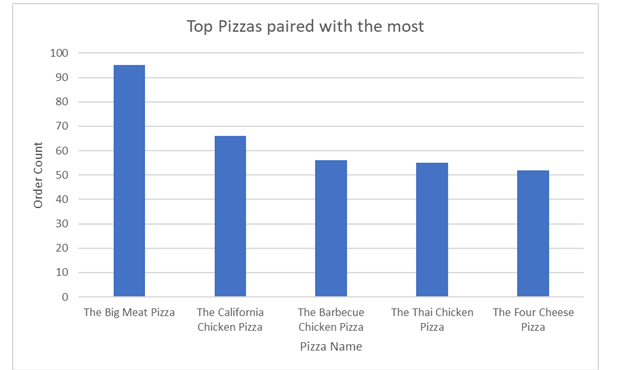 Top Pizzas paired with the most
100
90
80
70
60
50
40
30
20
10
0
Order Count
The Big Meat Pizza
The California
Chicken Pizza
The Barbecue
Chicken Pizza
The Thai Chicken
Pizza
The Four Cheese
Pizza
Pizza Name